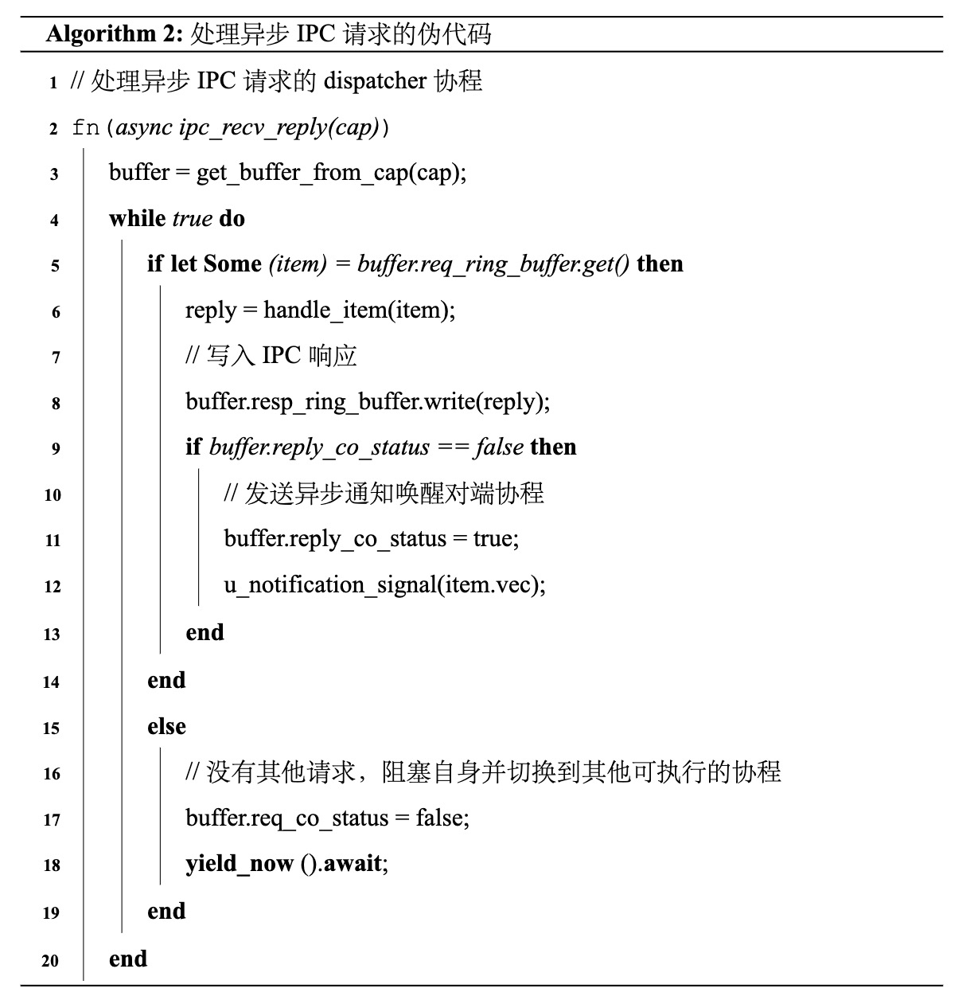 Algorithm 2: 处理异步 IPC 请求的伪代码
1 // 处理异步 IPC 请求的 dispatcher 协程
2 fn(async ipc_recv_reply(cap))
3 buffer = get_buffer_from_cap(cap);
4 while true do
5 if let Some (item) = buffer.req_ring_buffer.get() then
6 reply = handle_item(item);
7 // 写入 IPC 响应
8 buffer.resp_ring_buffer.write(reply);
9 if buffer.reply_co_status == false then
10 // 发送异步通知唤醒对端协程
11 buffer.reply_co_status = true;
12 u_notification_signal(item.vec);
13 end
14 end
15 else
16 // 没有其他请求，阻塞自身并切换到其他可执行的协程
17 buffer.req_co_status = false;
18 yield_now ().await;
19 end
20 end